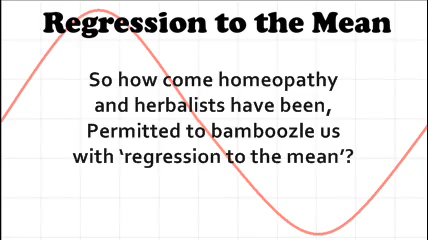 Regression to the Mean
So how come homeopathy
and herbalists have been,
Permitted to bamboozle us
with ‘regression to the mean’?